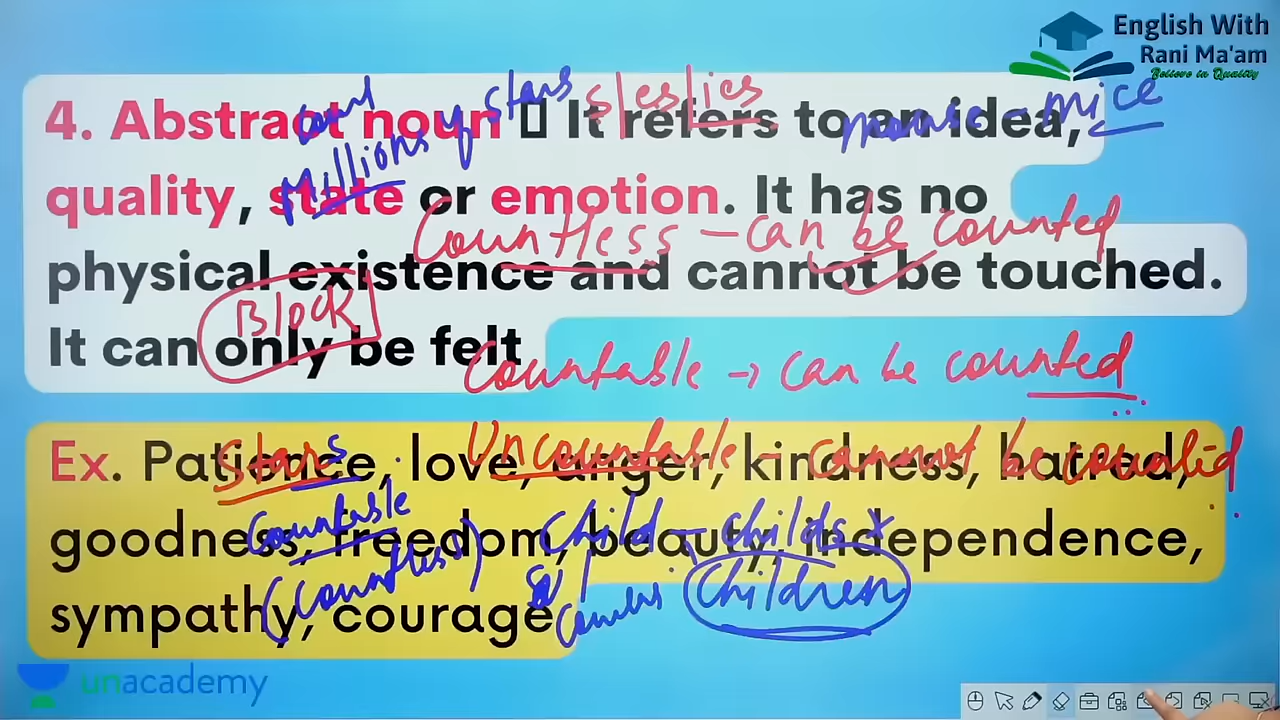 English With
Rani Ma'am
Believe in Quality
4. Abstract noun ▯ It refers to an idea,
quality, state or emotion. It has no
physical existence and cannot be touched.
It can only be felt
count
Millions of stars
s/es/ies
mouse - mice
Countless - can be counted
Block
Countable → can be counted
Uncountable - cannot be counted
Ex. Patience, love, anger, kindness, hatred,
goodness, freedom, beauty, independence,
sympathy, courage
Stars
Countable
(Countless)
Child - childs x
children
unacademy